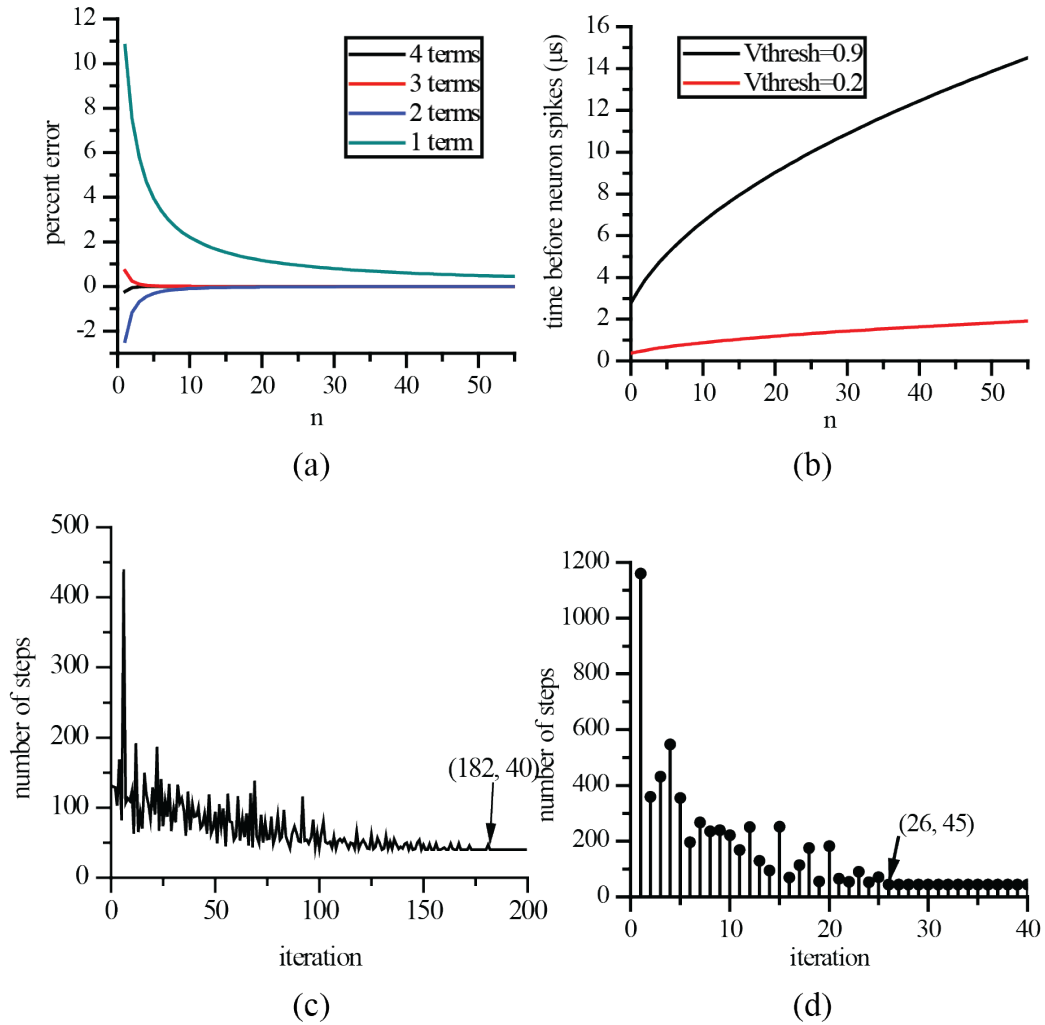 12
10
8
6
4
2
0
-2
percent error
4 terms
3 terms
2 terms
1 term
0 10 20 30 40 50
n
(a)
16
14
12
10
8
6
4
2
0
time before neuron spikes (µs)
Vthresh=0.9
Vthresh=0.2
0 10 20 30 40 50
n
(b)
500
400
300
200
100
0
number of steps
(182, 40)
0 50 100 150 200
iteration
(c)
1200
1000
800
600
400
200
0
number of steps
(26, 45)
0 10 20 30 40
iteration
(d)